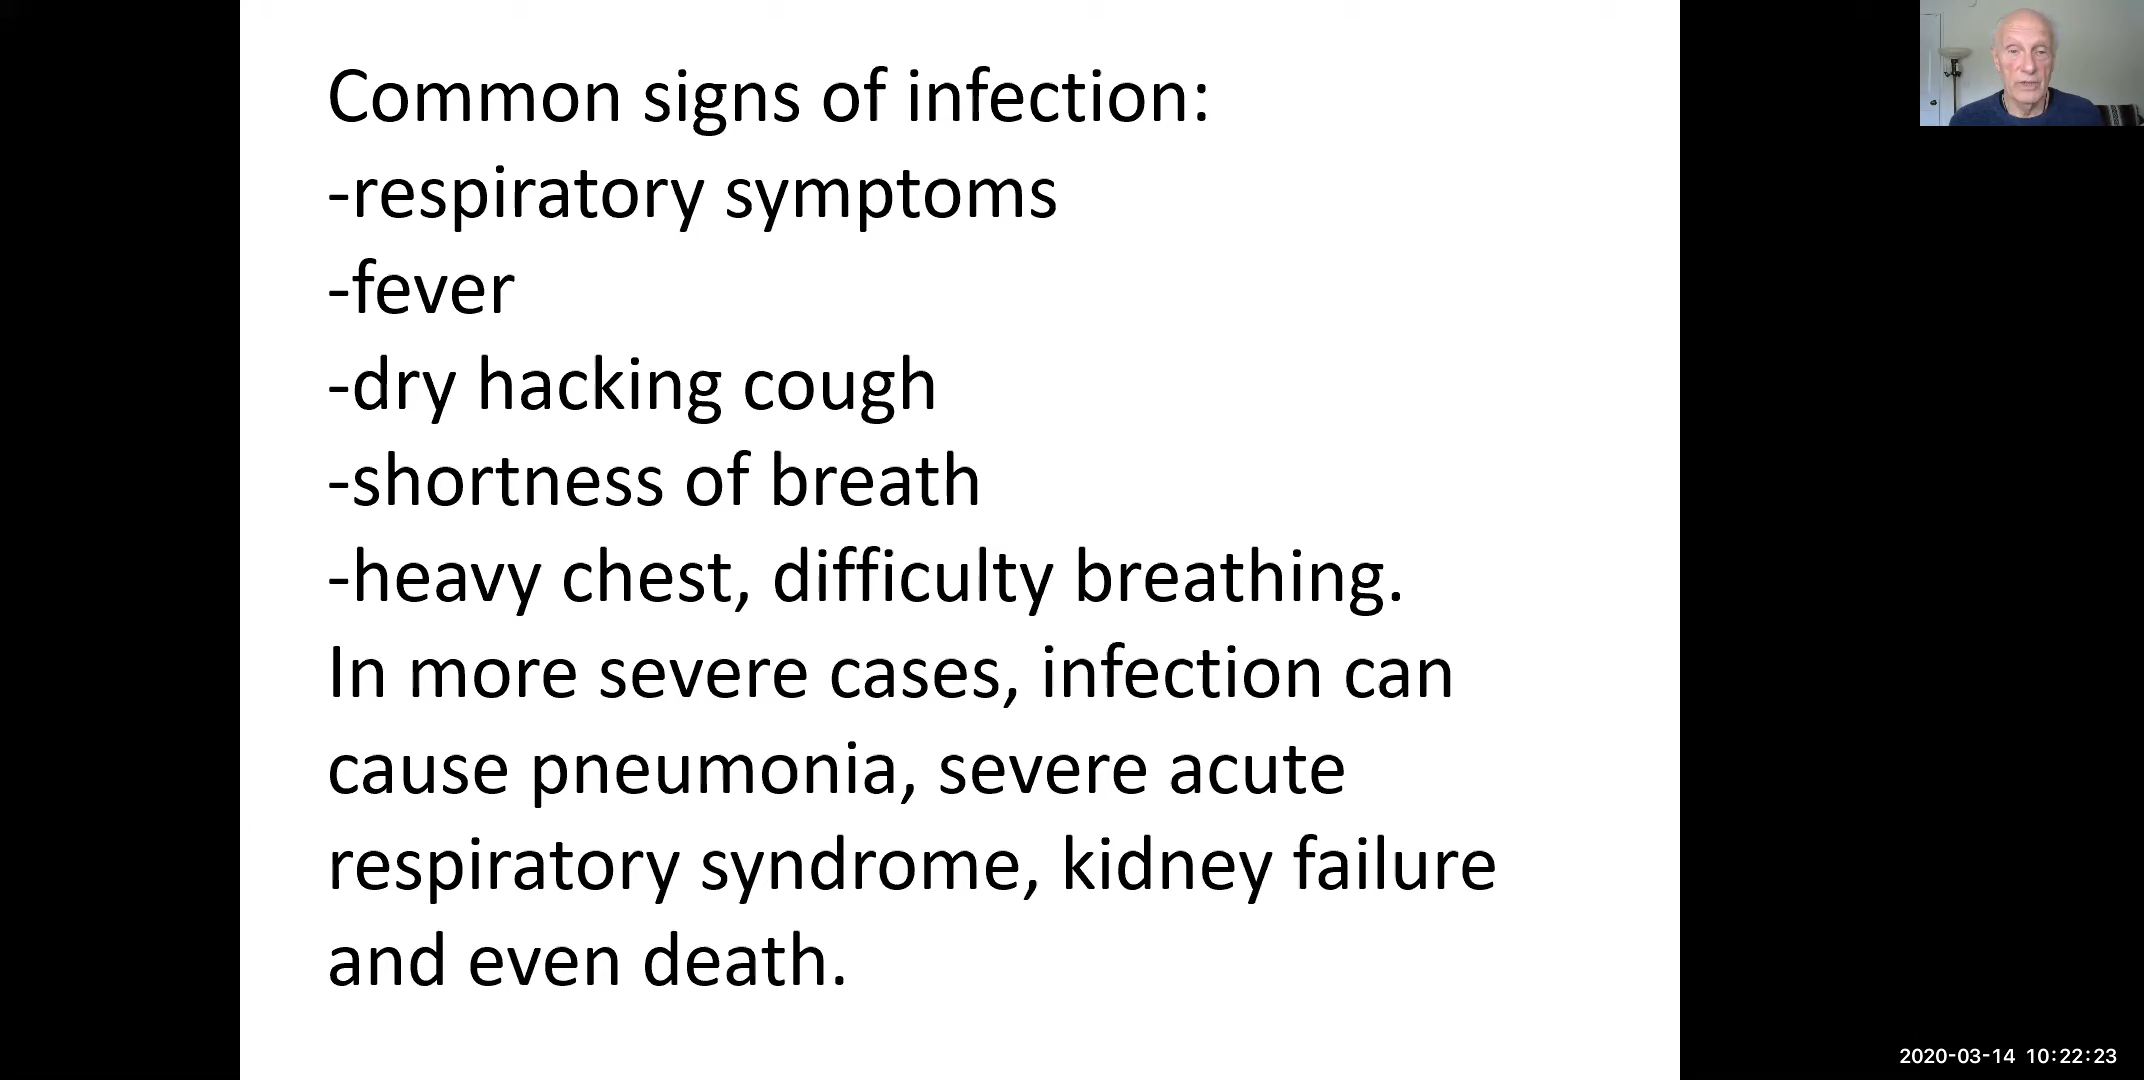 Common signs of infection:
-respiratory symptoms
-fever
-dry hacking cough
-shortness of breath
-heavy chest, difficulty breathing.
In more severe cases, infection can
cause pneumonia, severe acute
respiratory syndrome, kidney failure
and even death.
2020-03-14 10:22:23